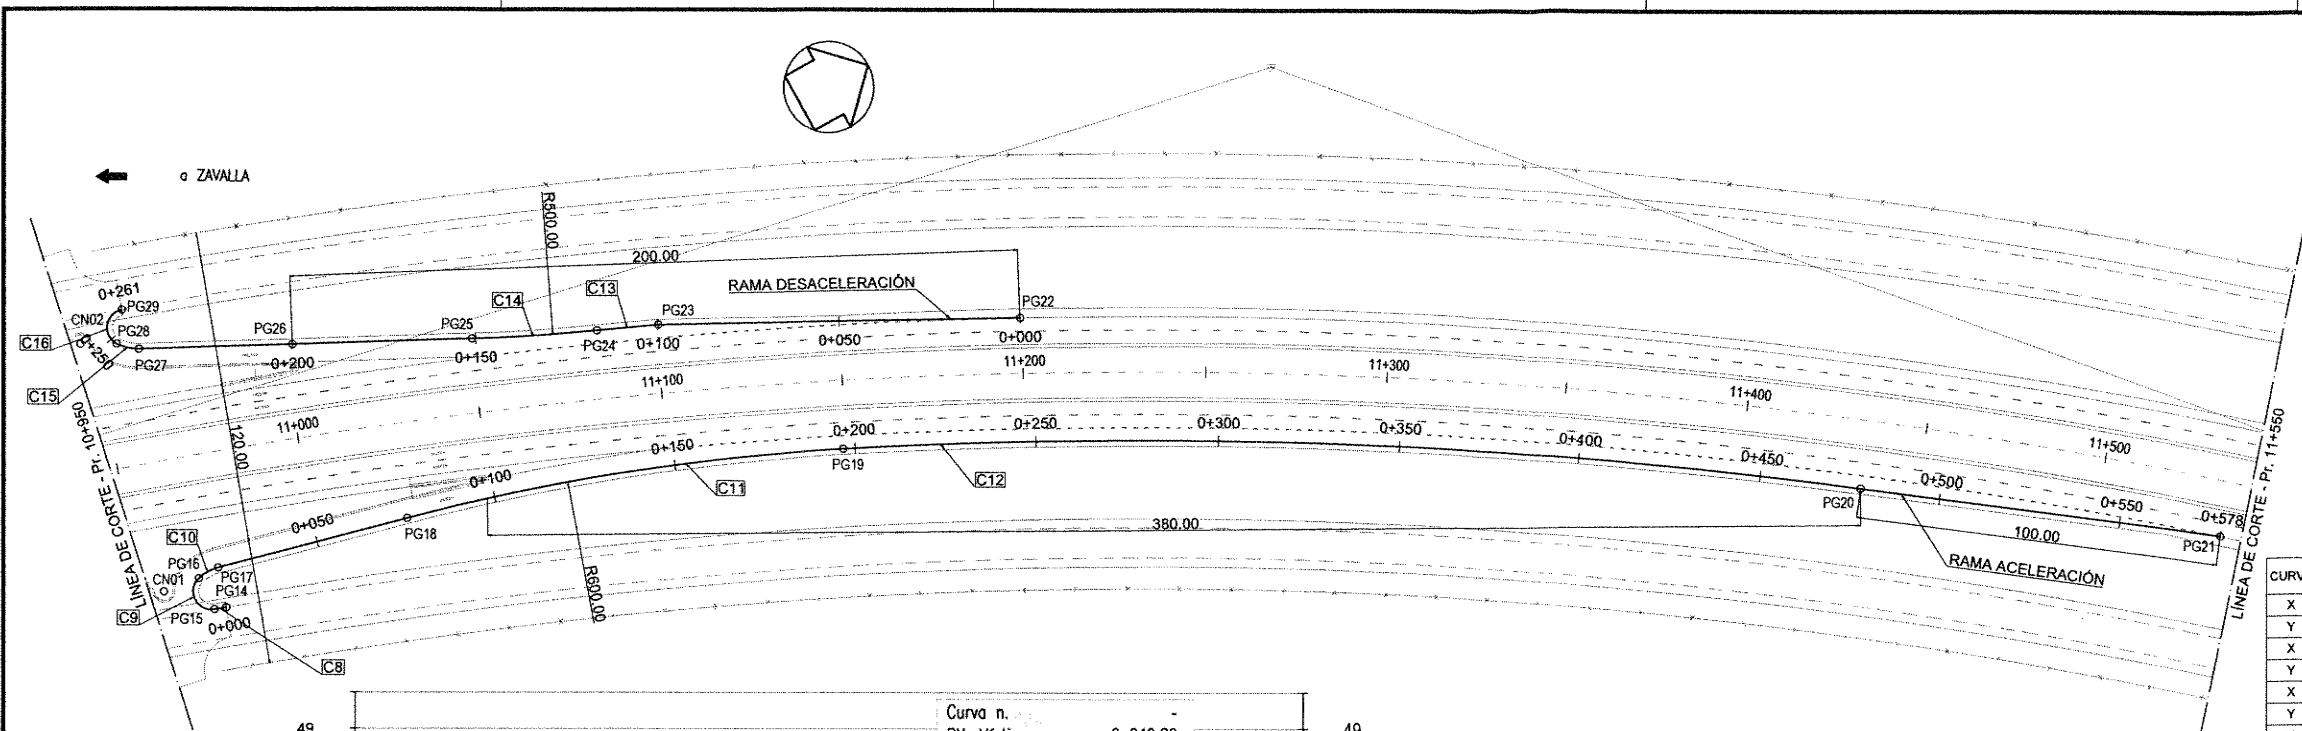 a ZAVALLA
R500.00
200.00
RAMA DESACELERACIÓN
C13
C14
PG22
PG23
PG24
PG25
PG26
0+261
PG29
CN02
PG28
C16
0+250
PG27
C15
0+200
0+150
0+100
0+050
0+000
11+000
11+100
11+200
11+300
11+400
11+500
LÍNEA DE CORTE - Pr. 10+950
120.00
0+000
0+050
0+100
0+150
0+200
0+250
0+300
0+350
0+400
0+450
0+500
0+550
0+578
C10
PG16
CN01
PG17
PG14
C9
PG15
C8
PG18
PG19
C11
C12
R600.00
380.00
PG20
100.00
PG21
RAMA ACELERACIÓN
LÍNEA DE CORTE - Pr. 11+550
CURV
X
Y
X
Y
X
Y
49
Curva n. -
49